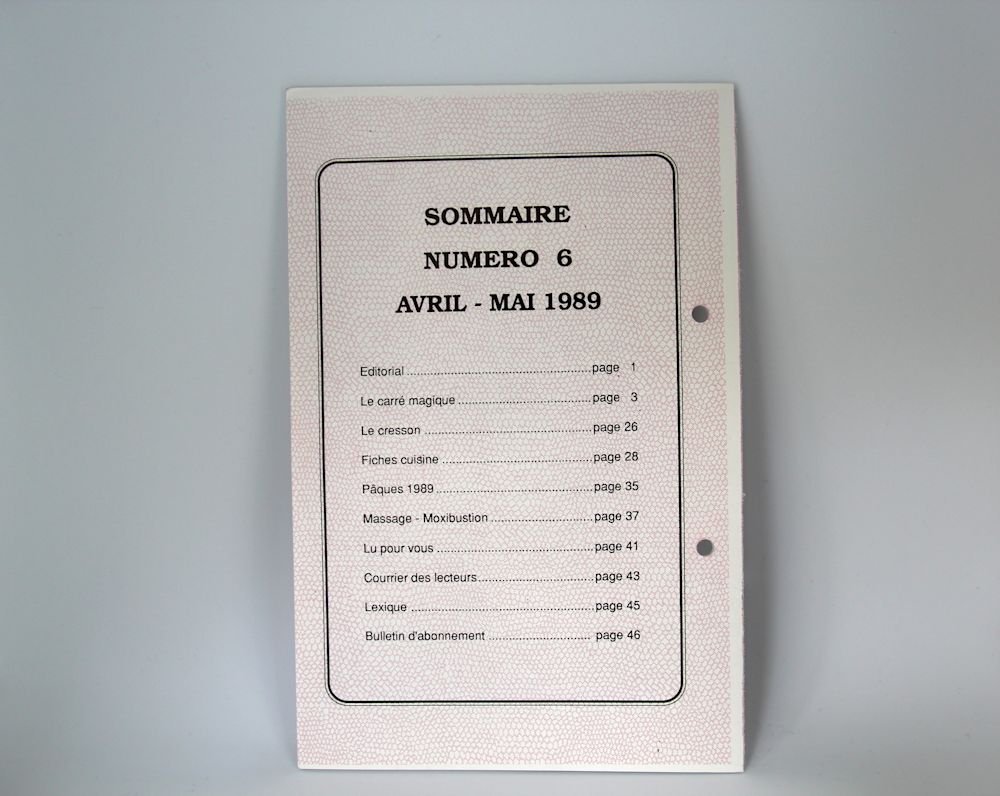 SOMMAIRE
NUMERO 6
AVRIL - MAI 1989
Editorial ................................................ page 1
Le carré magique ................................... page 3
Le cresson ............................................ page 26
Fiches cuisine ....................................... page 28
Pâques 1989 ......................................... page 35
Massage - Moxibustion .......................... page 37
Lu pour vous ......................................... page 41
Courrier des lecteurs .............................. page 43
Lexique ................................................ page 45
Bulletin d'abonnement ........................... page 46